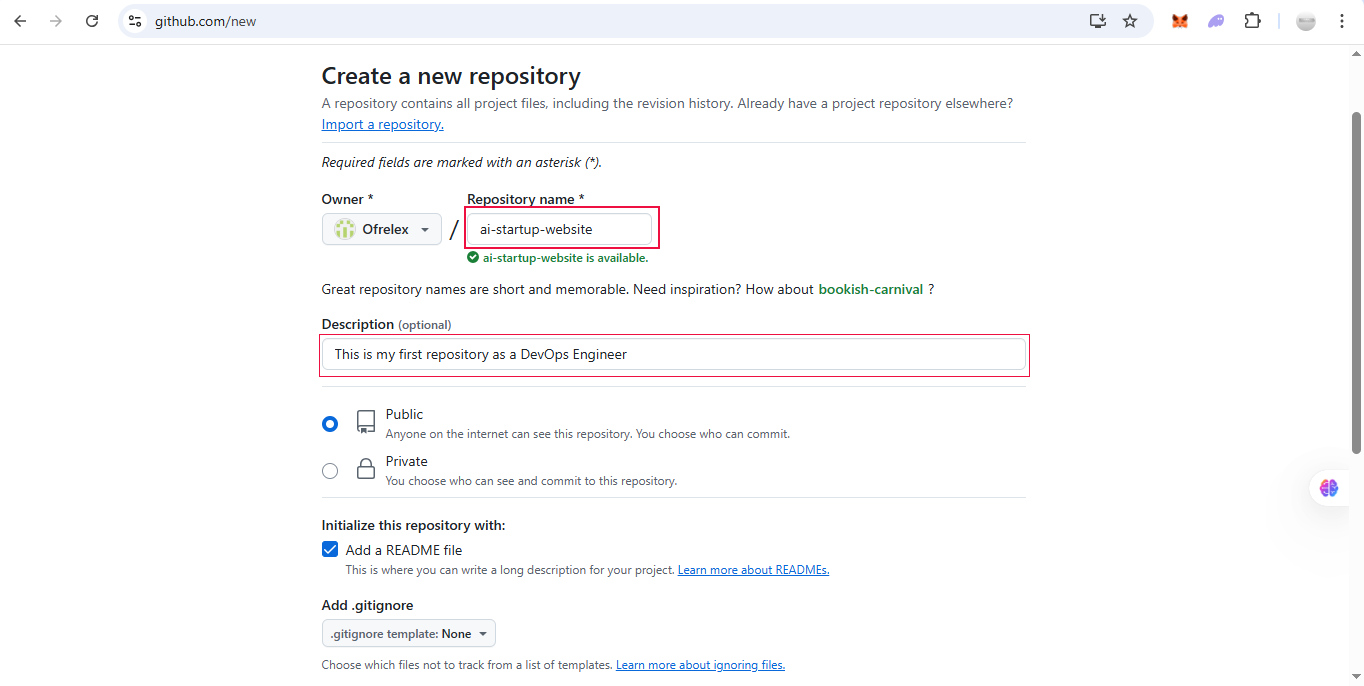 github.com/new
Create a new repository
A repository contains all project files, including the revision history. Already have a project repository elsewhere?
Import a repository.
Required fields are marked with an asterisk (*).
Owner * Repository name *
Ofrelex / ai-startup-website
ai-startup-website is available.
Great repository names are short and memorable. Need inspiration? How about bookish-carnival ?
Description (optional)
This is my first repository as a DevOps Engineer
Public
Anyone on the internet can see this repository. You choose who can commit.
Private
You choose who can see and commit to this repository.
Initialize this repository with:
Add a README file
This is where you can write a long description for your project. Learn more about READMEs.
Add .gitignore
.gitignore template: None
Choose which files not to track from a list of templates. Learn more about ignoring files.